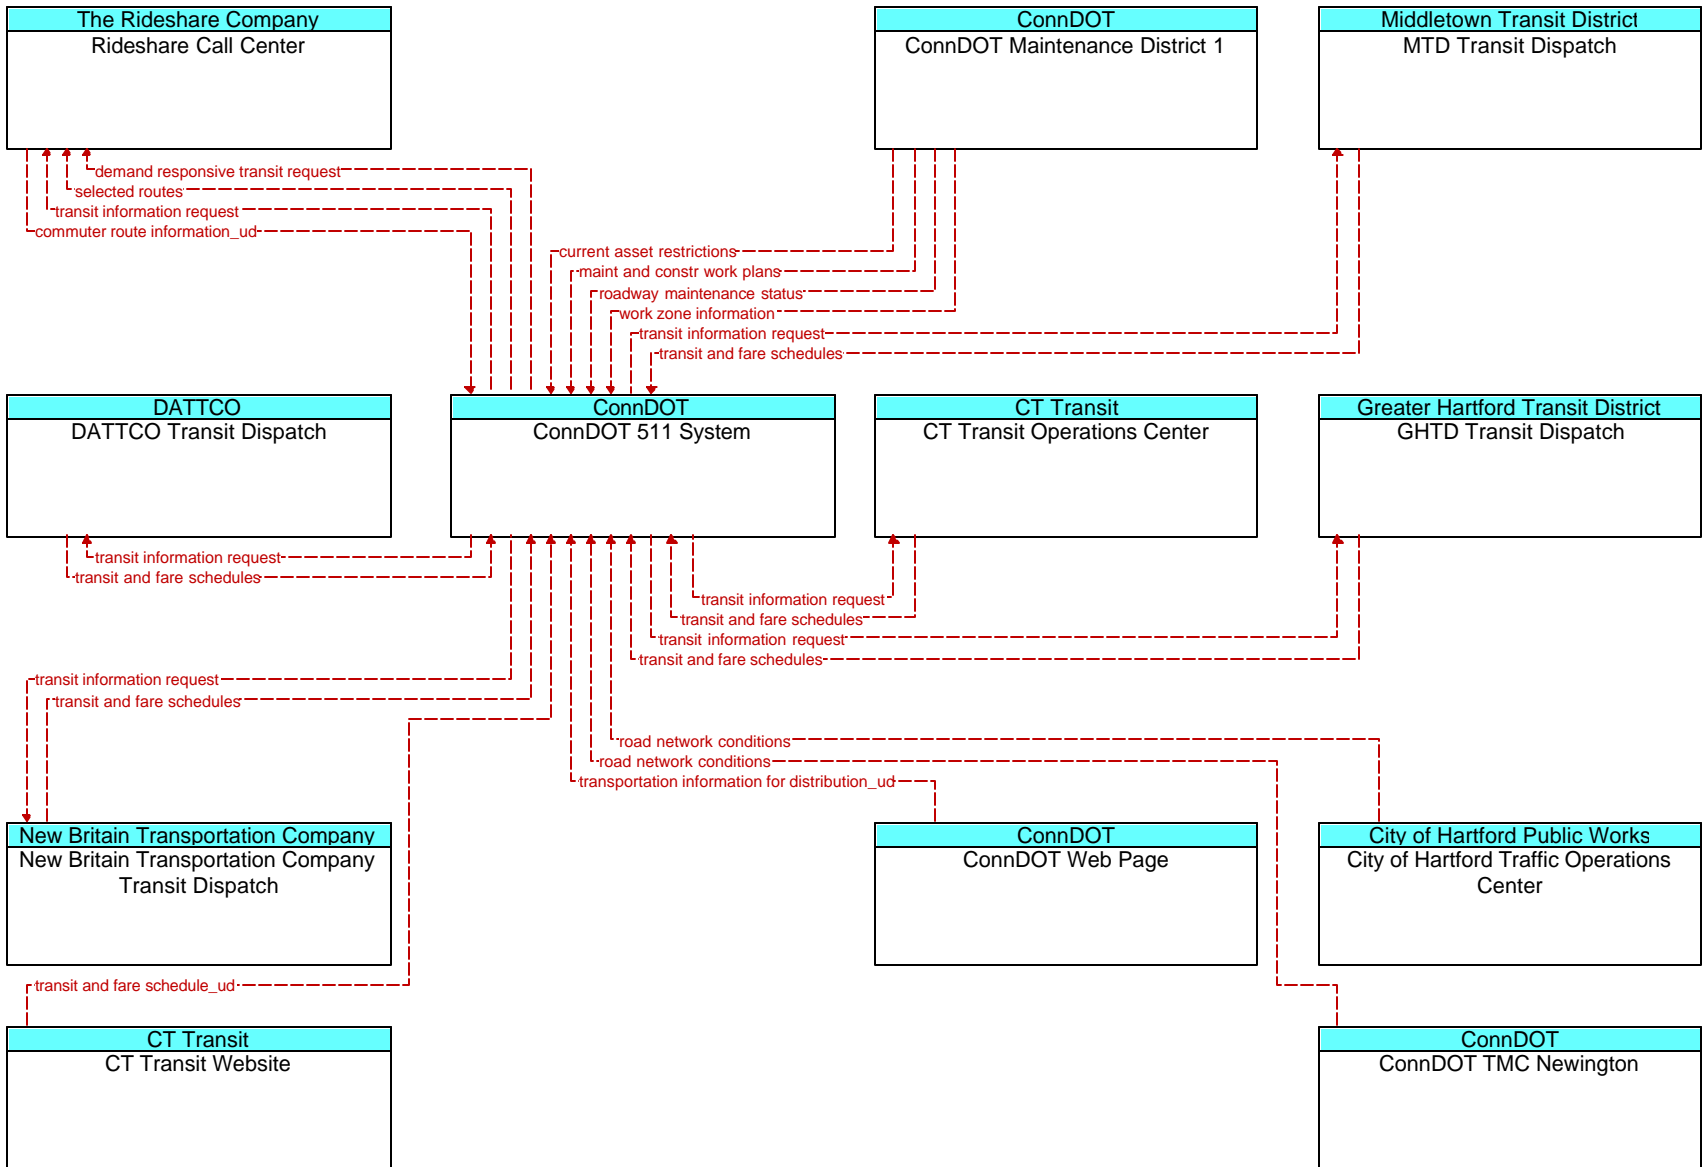 The Rideshare Company
Rideshare Call Center
ConnDOT
ConnDOT Maintenance District 1
Middletown Transit District
MTD Transit Dispatch
demand responsive transit request
selected routes
transit information request
commuter route information_ud
current asset restrictions
maint and constr work plans
roadway maintenance status
work zone information
transit information request
transit and fare schedules
DATTCO
DATTCO Transit Dispatch
ConnDOT
ConnDOT 511 System
CT Transit
CT Transit Operations Center
Greater Hartford Transit District
GHTD Transit Dispatch
transit information request
transit and fare schedules
transit information request
transit and fare schedules
transit information request
transit and fare schedules
transit information request
transit and fare schedules
road network conditions
road network conditions
transportation information for distribution_ud
New Britain Transportation Company
New Britain Transportation Company
Transit Dispatch
ConnDOT
ConnDOT Web Page
City of Hartford Public Works
City of Hartford Traffic Operations
Center
transit and fare schedule_ud
CT Transit
CT Transit Website
ConnDOT
ConnDOT TMC Newington